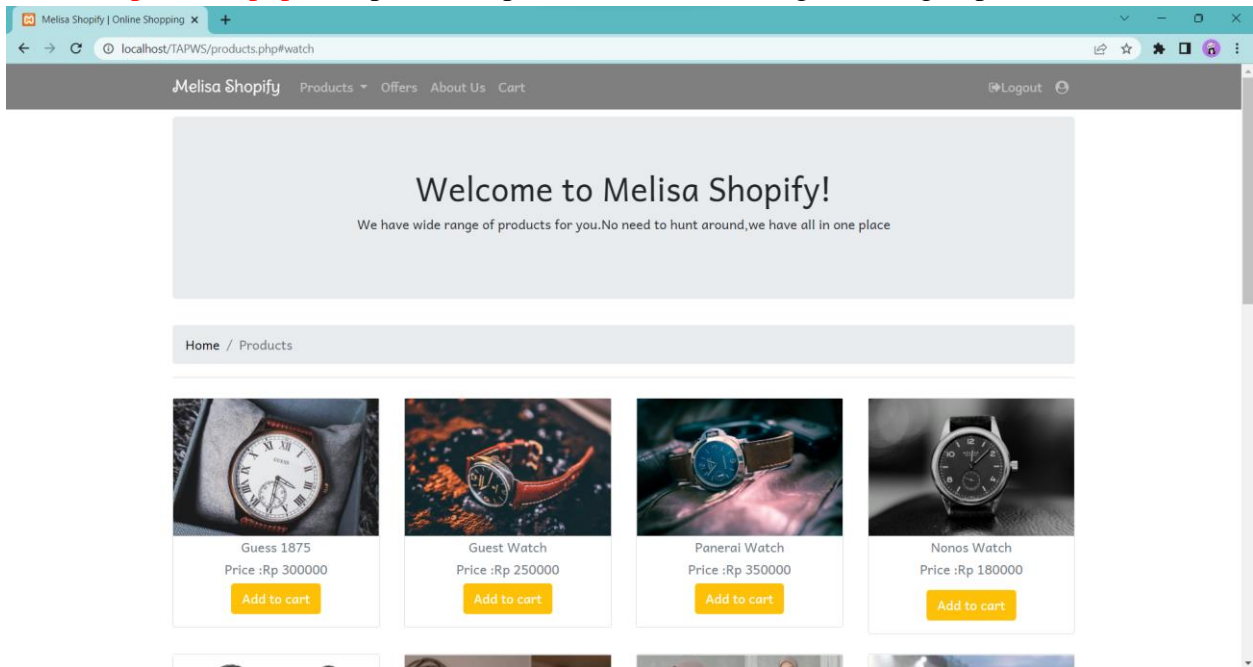 Melisa Shopify | Online Shopping
localhost/TAPWS/products.php#watch
Melisa Shopify Products Offers About Us Cart Logout
Welcome to Melisa Shopify!
We have wide range of products for you.No need to hunt around,we have all in one place
Home / Products
Guess 1875 Guest Watch Panerai Watch Nonos Watch
Price :Rp 300000 Price :Rp 250000 Price :Rp 350000 Price :Rp 180000
Add to cart Add to cart Add to cart Add to cart